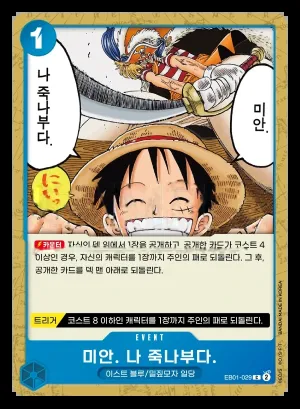 1
나 죽나부다.
미안.
にいっ
카운터 자신의 덱 위에서 1장을 공개하고, 공개한 카드가 코스트 4
이상인 경우, 자신의 캐릭터를 1장까지 주인의 패로 되돌린다. 그 후,
공개한 카드를 덱 맨 아래로 되돌린다.
트리거 코스트 8 이하인 캐릭터를 1장까지 주인의 패로 되돌린다.
EVENT
미안. 나 죽나부다.
이스트 블루/밀짚모자 일당
EB01-029
2